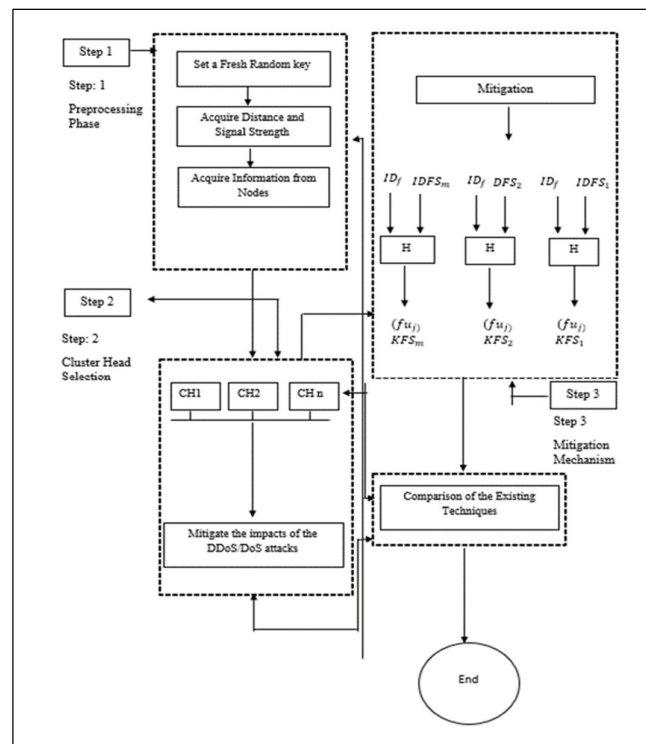 Step 1
Step: 1
Preprocessing
Phase
Set a Fresh Random key
Acquire Distance and
Signal Strength
Acquire Information from
Nodes
Step 2
Step: 2
Cluster Head
Selection
CH1
CH2
CH n
Mitigate the impacts of the
DDoS/DoS attacks
Mitigation
ID_f IDFS_m ID_f DFS_2 ID_f IDFS_1
H H H
(fu_j) (fu_j) (fu_j)
KFS_m KFS_2 KFS_1
Step 3
Step 3
Mitigation
Mechanism
Comparison of the Existing
Techniques
End